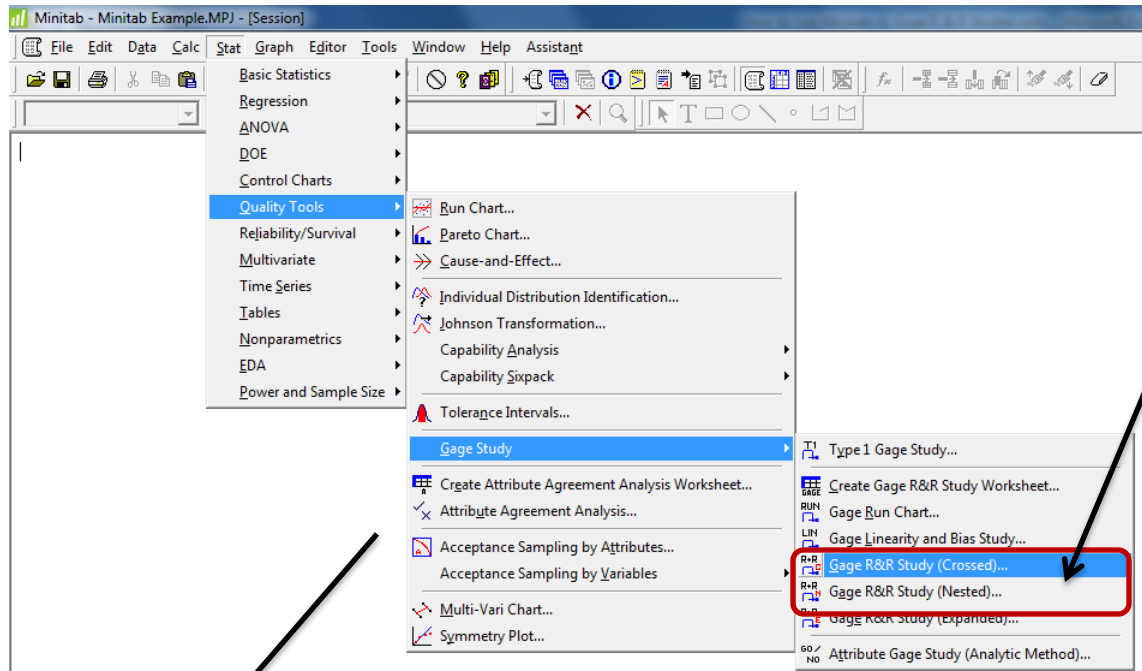 Minitab - Minitab Example.MPJ - [Session]
File Edit Data Calc Stat Graph Editor Tools Window Help Assistant
Basic Statistics
Regression
ANOVA
DOE
Control Charts
Quality Tools
Reliability/Survival
Multivariate
Time Series
Tables
Nonparametrics
EDA
Power and Sample Size
Run Chart...
Pareto Chart...
Cause-and-Effect...
Individual Distribution Identification...
Johnson Transformation...
Capability Analysis
Capability Sixpack
Tolerance Intervals...
Gage Study
Create Attribute Agreement Analysis Worksheet...
Attribute Agreement Analysis...
Acceptance Sampling by Attributes...
Acceptance Sampling by Variables
Multi-Vari Chart...
Symmetry Plot...
Type 1 Gage Study...
Create Gage R&R Study Worksheet...
Gage Run Chart...
Gage Linearity and Bias Study...
Gage R&R Study (Crossed)...
Gage R&R Study (Nested)...
Gage R&R Study (Expanded)...
Attribute Gage Study (Analytic Method)...